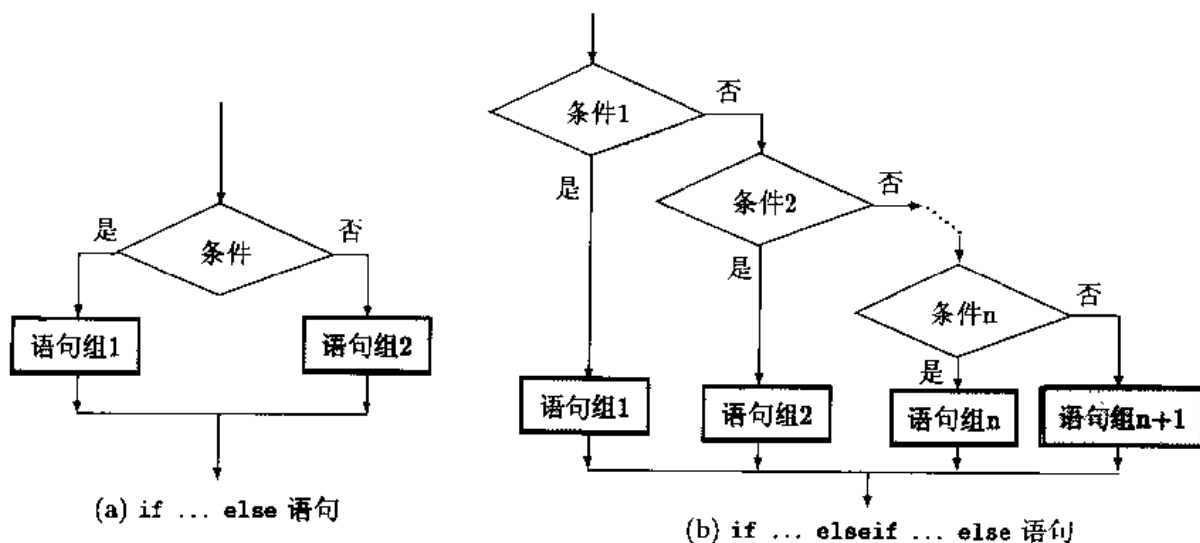 是
条件
否
语句组1
语句组2
(a) if ... else 语句
条件1
否
是
条件2
否
是
条件n
否
是
语句组1
语句组2
语句组n
语句组n+1
(b) if ... elseif ... else 语句